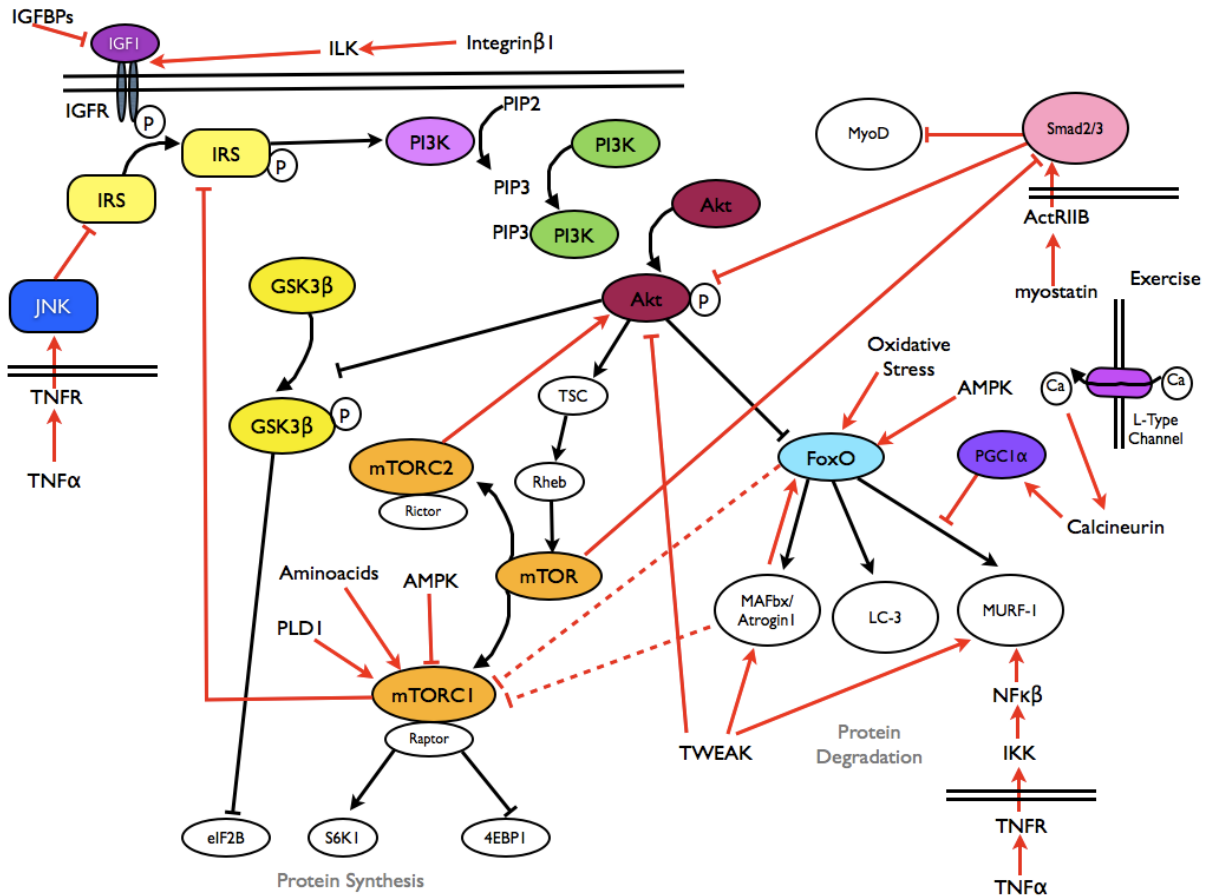 IGFBPs
IGF1
ILK
Integrinβ1
IGFR
P
IRS
P
IRS
PI3K
PIP2
PIP3
PI3K
PIP3
PI3K
Akt
Akt
P
MyoD
Smad2/3
ActRIIB
myostatin
Exercise
Ca
Ca
L-Type
Channel
JNK
TNFR
TNFα
GSK3β
GSK3β
P
TSC
Rheb
mTORC2
Rictor
mTOR
Oxidative
Stress
AMPK
FoxO
PGC1α
Calcineurin
Aminoacids
AMPK
PLD1
mTORC1
Raptor
MAFbx/
Atrogin1
LC-3
MURF-1
NFκβ
IKK
TNFR
TNFα
TWEAK
Protein
Degradation
eIF2B
S6K1
4EBP1
Protein Synthesis